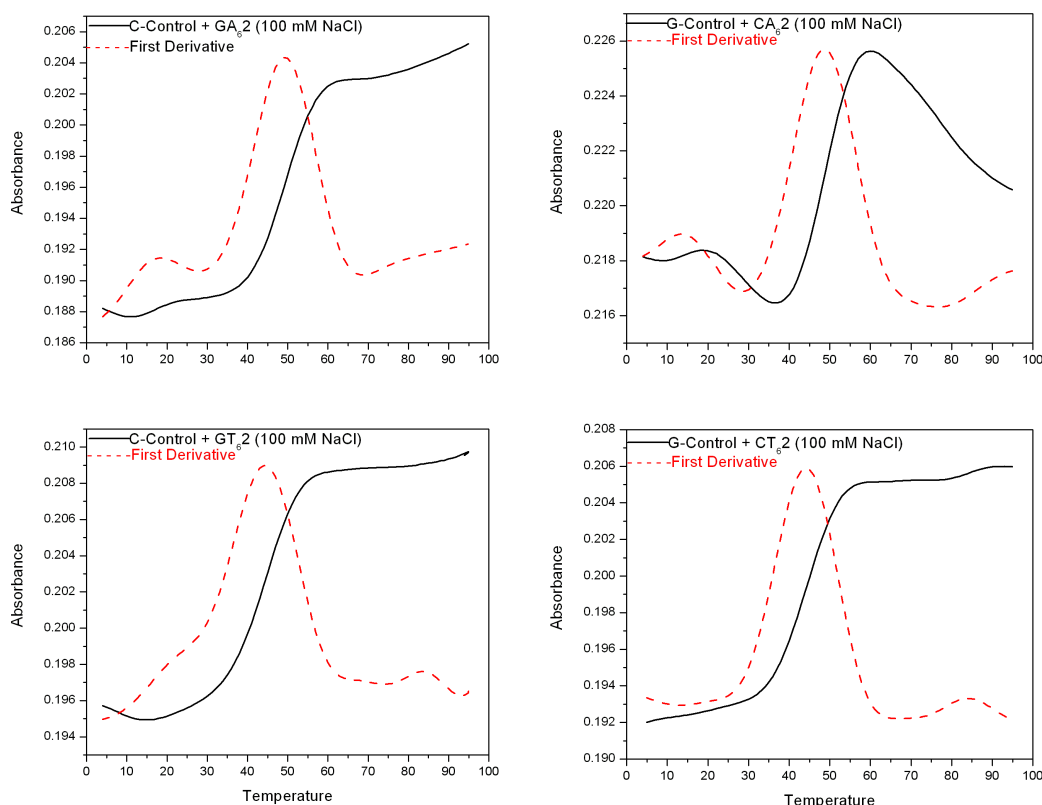 C-Control + GA62 (100 mM NaCl)
First Derivative
0.206
0.204
0.202
0.200
0.198
0.196
0.194
0.192
0.190
0.188
0.186
Absorbance
0 10 20 30 40 50 60 70 80 90 100
G-Control + CA62 (100 mM NaCl)
First Derivative
0.226
0.224
0.222
0.220
0.218
0.216
Absorbance
0 10 20 30 40 50 60 70 80 90 100
C-Control + GT62 (100 mM NaCl)
First Derivative
0.210
0.208
0.206
0.204
0.202
0.200
0.198
0.196
0.194
Absorbance
0 10 20 30 40 50 60 70 80 90 100
Temperature
0.208
G-Control + CT62 (100 mM NaCl)
First Derivative
0.206
0.204
0.202
0.200
0.198
0.196
0.194
0.192
0.190
Absorbance
0 10 20 30 40 50 60 70 80 90 100
Temperature